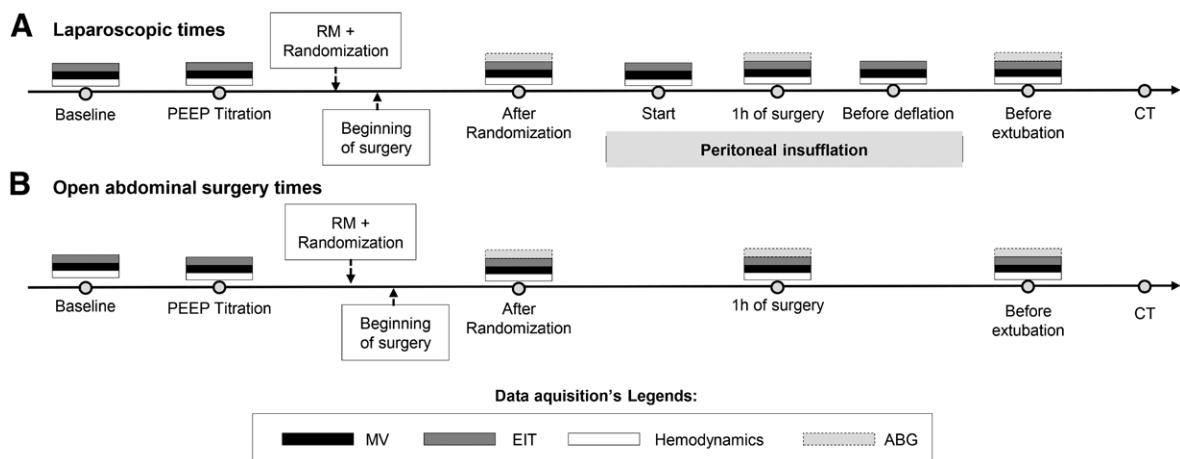 A Laparoscopic times
RM +
Randomization
Baseline
PEEP Titration
Beginning
of surgery
After
Randomization
Start
1h of surgery
Before deflation
Before
extubation
CT
Peritoneal insufflation
B Open abdominal surgery times
RM +
Randomization
Baseline
PEEP Titration
Beginning
of surgery
After
Randomization
1h of surgery
Before
extubation
CT
Data aquisition's Legends:
MV EIT Hemodynamics ABG